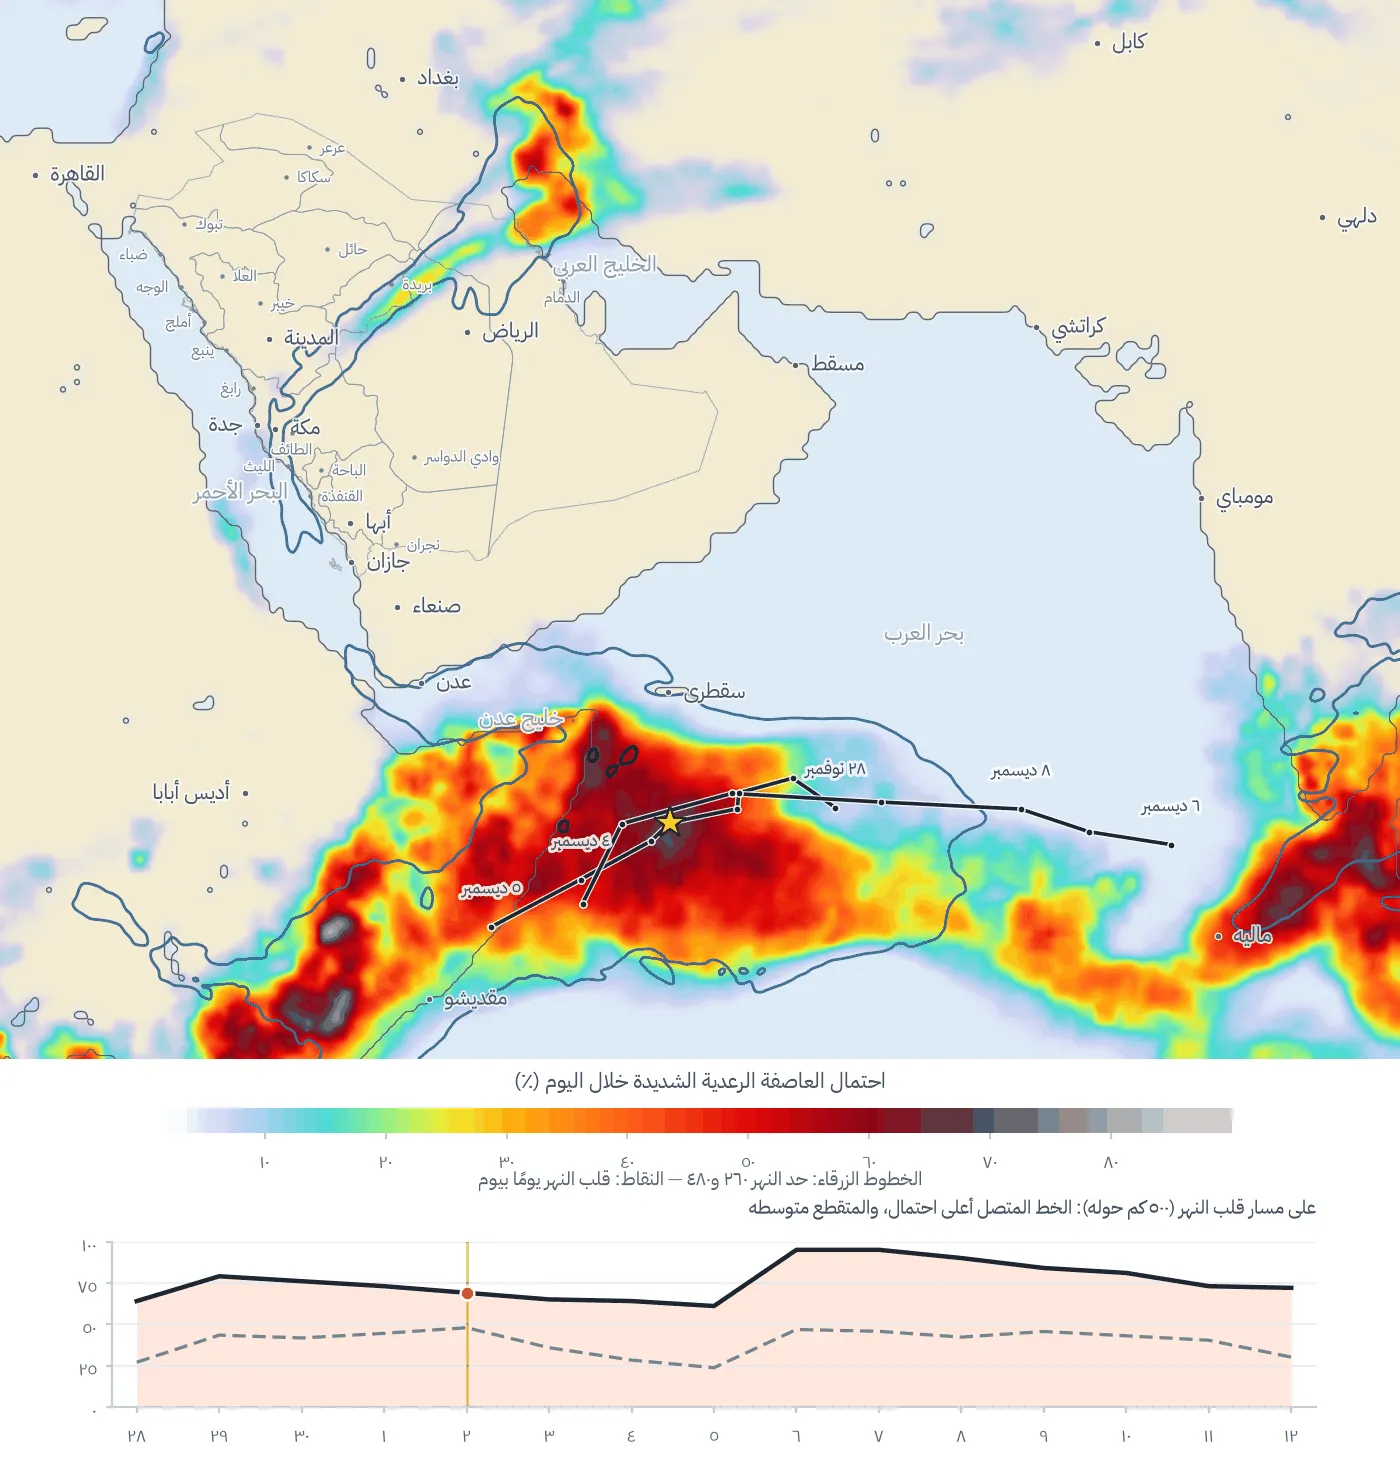 كابل
بغداد
عرعر
القاهرة
سكاكا
دلهي
تبوك
حائل
ضباء
الخليج العربي
العلا
الوجه
بريدة
الدمام
خيبر
أملج
كراتشي
الرياض
المدينة
ينبع
مسقط
رابغ
جدة
مكة
الطائف
وادي الدواسر
الليث
الباحة
البحر الأحمر
القنفذة
مومباي
أبها
نجران
جازان
صنعاء
بحر العرب
عدن
سقطرى
خليج عدن
٢٨ نوفمبر
٨ ديسمبر
أديس أبابا
٦ ديسمبر
٤ ديسمبر
٥ ديسمبر
ماليه
مقديشو
احتمال العاصفة الرعدية الشديدة خلال اليوم (٪)
١٠ ٢٠ ٣٠ ٤٠ ٥٠ ٦٠ ٧٠ ٨٠
الخطوط الزرقاء: حد النهر ٢٦٠ و٤٨٠ — النقاط: قلب النهر يومًا بيوم
على مسار قلب النهر (٥٠٠ كم حوله): الخط المتصل أعلى احتمال، والمتقطع متوسطه
١٠٠
٧٥
٥٠
٢٥
٠
٢٨ ٢٩ ٣٠ ١ ٢ ٣ ٤ ٥ ٦ ٧ ٨ ٩ ١٠ ١١ ١٢